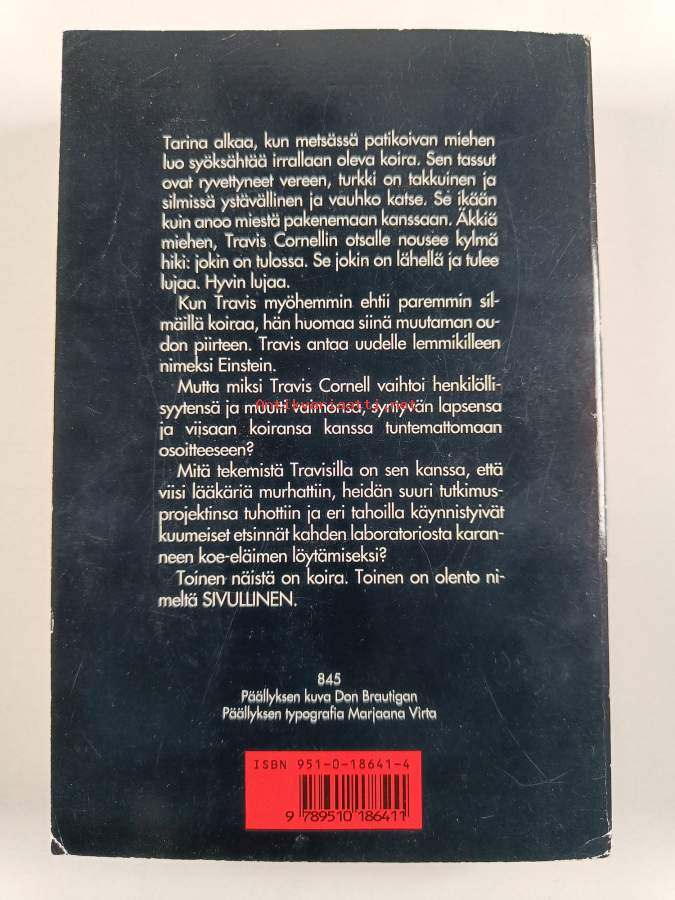 Tarina alkaa, kun metsässä patikoivan miehen
luo syöksähtää irrallaan oleva koira. Sen tassut
ovat ryvettyneet vereen, turkki on takkuinen ja
silmissä ystävällinen ja vauhko katse. Se ikään
kuin anoo miestä pakenemaan kanssaan. Äkkiä
miehen, Travis Cornellin otsalle nousee kylmä
hiki: jokin on tulossa. Se jokin on lähellä ja tulee
lujaa. Hyvin lujaa.
Kun Travis myöhemmin ehtii paremmin sil-
mäillä koiraa, hän huomaa siinä muutaman ou-
don piirteen. Travis antaa uudelle lemmikilleen
nimeksi Einstein.
Mutta miksi Travis Cornell vaihtoi henkilölli-
syytensä ja muutti vaimonsa, syntyvän lapsensa
Antikvariaatti.net
ja viisaan koiransa kanssa tuntemattomaan
osoitteeseen?
Mitä tekemistä Travisilla on sen kanssa, että
viisi lääkäriä murhattiin, heidän suuri tutkimus-
projektinsa tuhottiin ja eri tahoilla käynnistyivät
kuumeiset etsinnät kahden laboratoriosta karan-
neen koe-eläimen löytämiseksi?
Toinen näistä on koira. Toinen on olento ni-
meltä SIVULLINEN.
845
Päällyksen kuva Don Brautigan
Päällyksen typografia Marjaana Virta
ISBN 951-0-18641-4
9 789510 186411